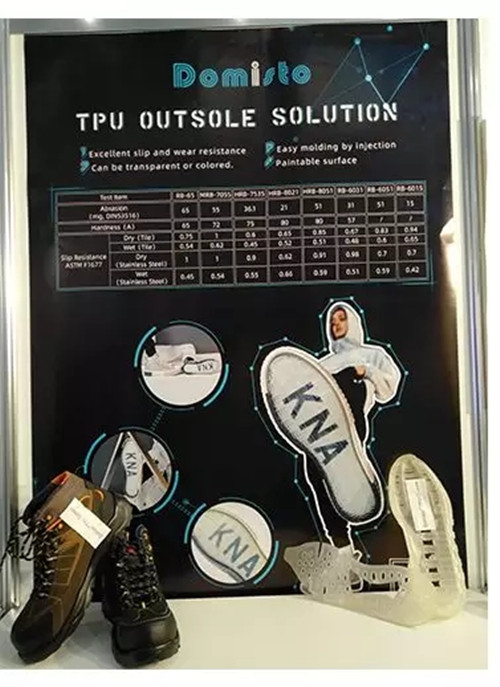 Domisto
TPU OUTSOLE SOLUTION
Excellent slip and wear resistance
Easy molding by injection
Can be transparent or colored.
Paintable surface
Test Item RB-65 HRB-7055 HRB-7535 HRB-8021 HRB-8051 RB-6031 RB-6051 RB-6015
Abrasion (mg, DIN53516) 65 55 36.1 21 51 31 51 15
Hardness (A) 65 72 75 80 80 57 / /
Slip Resistance ASTM F1677
Dry (Tile) 0.75 1 0.6 0.65 0.85 0.67 0.83 0.94
Wet (Tile) 0.54 0.62 0.45 0.52 0.51 0.48 0.6 0.65
Dry (Stainless Steel) 1 1 0.9 0.62 0.91 0.98 0.7 0.7
Wet (Stainless Steel) 0.45 0.54 0.55 0.66 0.59 0.51 0.59 0.42
KNA
KNA
KNA